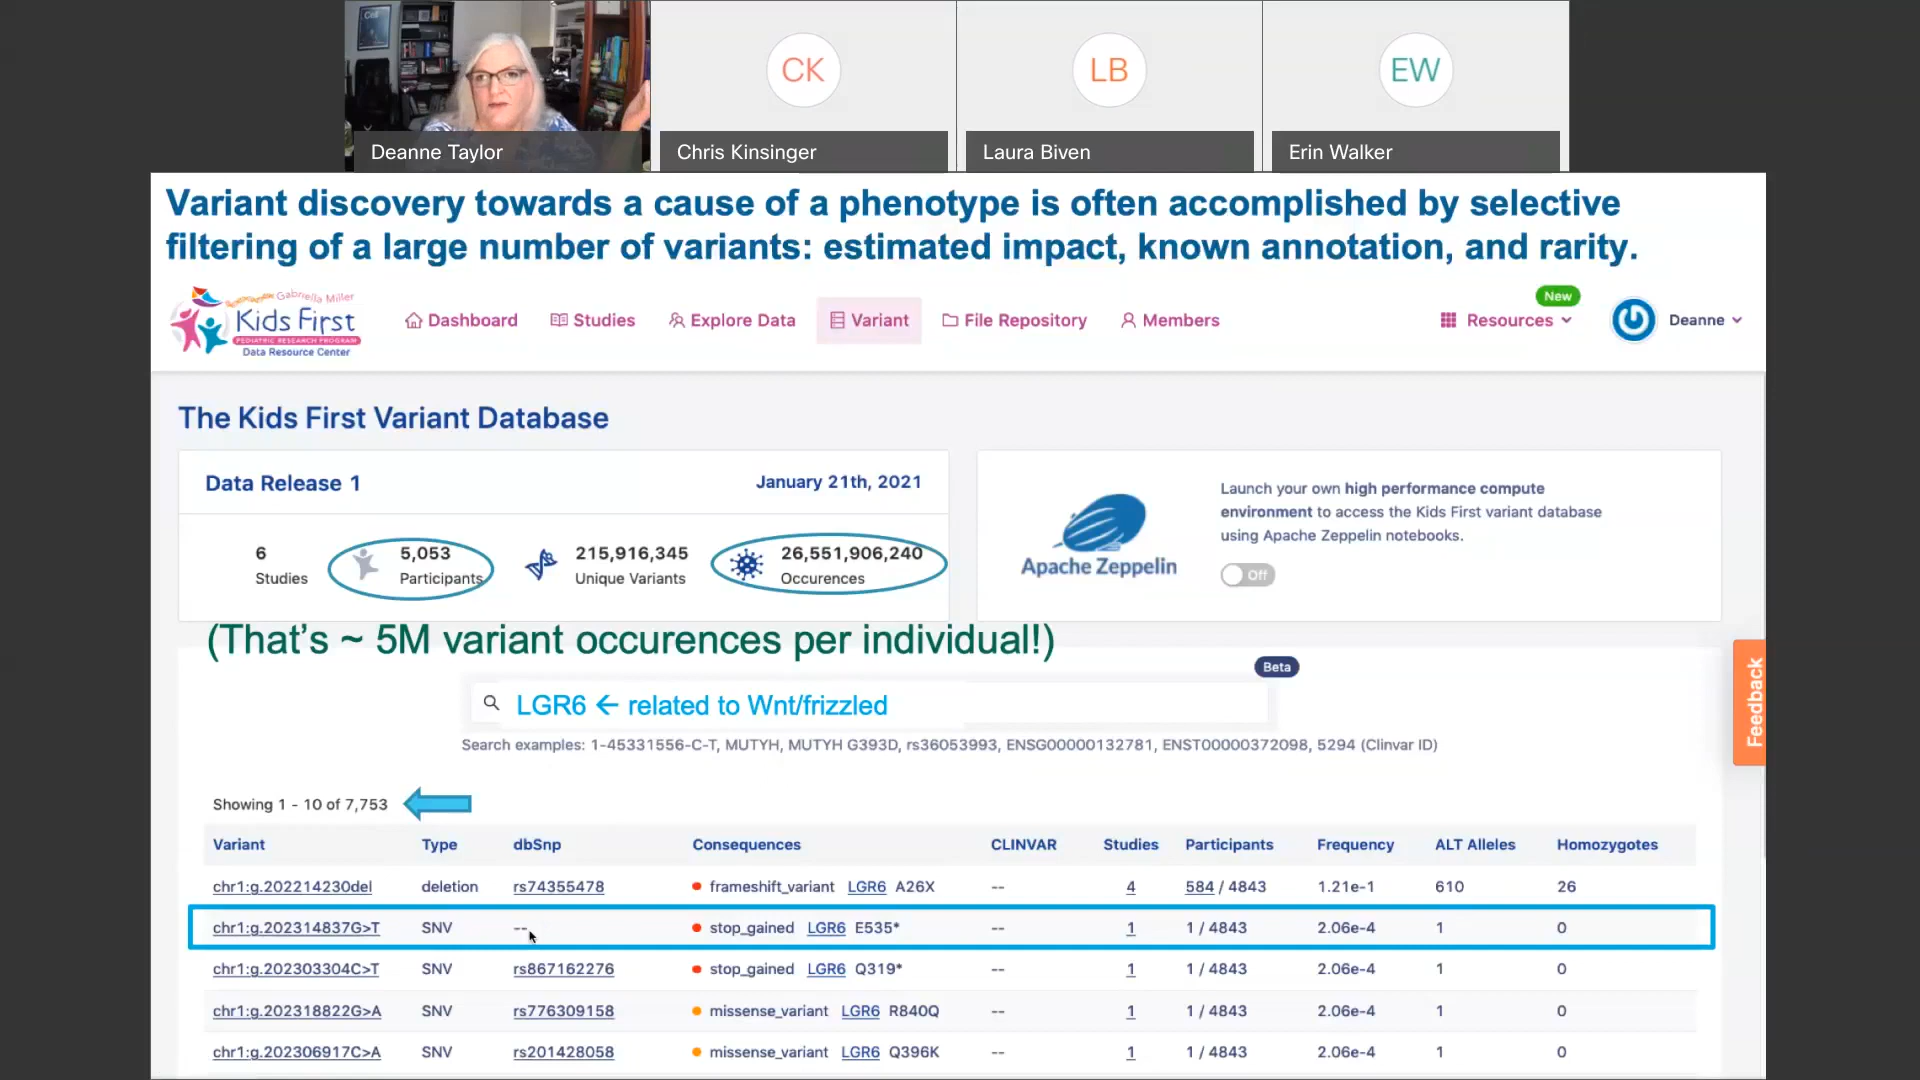 Cell
CK
LB
EW
Deanne Taylor
Chris Kinsinger
Laura Biven
Erin Walker
Variant discovery towards a cause of a phenotype is often accomplished by selective
filtering of a large number of variants: estimated impact, known annotation, and rarity.
Gabriella Miller
Kids First
PEDIATRIC RESEARCH PROGRAM
Data Resource Center
Dashboard
Studies
Explore Data
Variant
File Repository
Members
New
Resources
Deanne
The Kids First Variant Database
Data Release 1
January 21th, 2021
6
Studies
5,053
Participants
215,916,345
Unique Variants
26,551,906,240
Occurences
Apache Zeppelin
Launch your own high performance compute
environment to access the Kids First variant database
using Apache Zeppelin notebooks.
Off
(That's ~ 5M variant occurences per individual!)
Beta
LGR6 ← related to Wnt/frizzled
Search examples: 1-45331556-C-T, MUTYH, MUTYH G393D, rs36053993, ENSG00000132781, ENST00000372098, 5294 (Clinvar ID)
Feedback
Showing 1 - 10 of 7,753
Variant Type dbSnp Consequences CLINVAR Studies Participants Frequency ALT Alleles Homozygotes
chr1:g.202214230del deletion rs74355478 frameshift_variant LGR6 A26X -- 4 584 / 4843 1.21e-1 610 26
chr1:g.202314837G>T SNV -- stop_gained LGR6 E535* -- 1 1 / 4843 2.06e-4 1 0
chr1:g.202303304C>T SNV rs867162276 stop_gained LGR6 Q319* -- 1 1 / 4843 2.06e-4 1 0
chr1:g.202318822G>A SNV rs776309158 missense_variant LGR6 R840Q -- 1 1 / 4843 2.06e-4 1 0
chr1:g.202306917C>A SNV rs201428058 missense_variant LGR6 Q396K -- 1 1 / 4843 2.06e-4 1 0